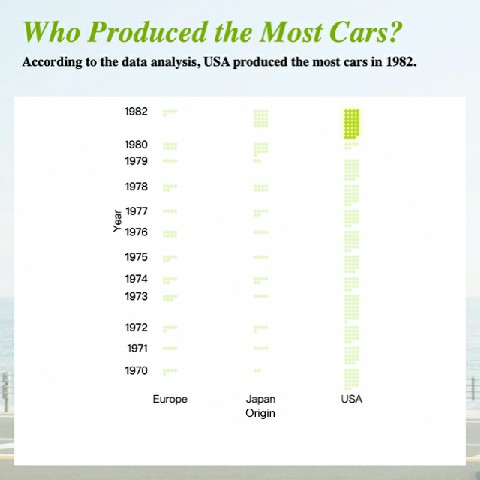 Who Produced the Most Cars?
According to the data analysis, USA produced the most cars in 1982.
1982
1980
1979
1978
1977
1976
1975
1974
1973
1972
1971
1970
Year
Europe Japan USA
Origin